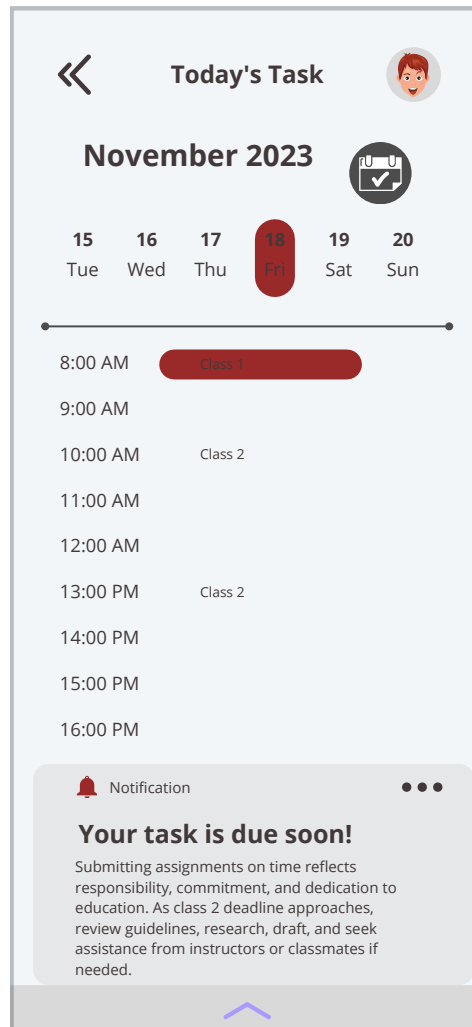 Today's Task
November 2023
15 16 17 18 19 20
Tue Wed Thu Fri Sat Sun
8:00 AM Class 1
9:00 AM
10:00 AM Class 2
11:00 AM
12:00 AM
13:00 PM Class 2
14:00 PM
15:00 PM
16:00 PM
Notification
Your task is due soon!
Submitting assignments on time reflects
responsibility, commitment, and dedication to
education. As class 2 deadline approaches,
review guidelines, research, draft, and seek
assistance from instructors or classmates if
needed.